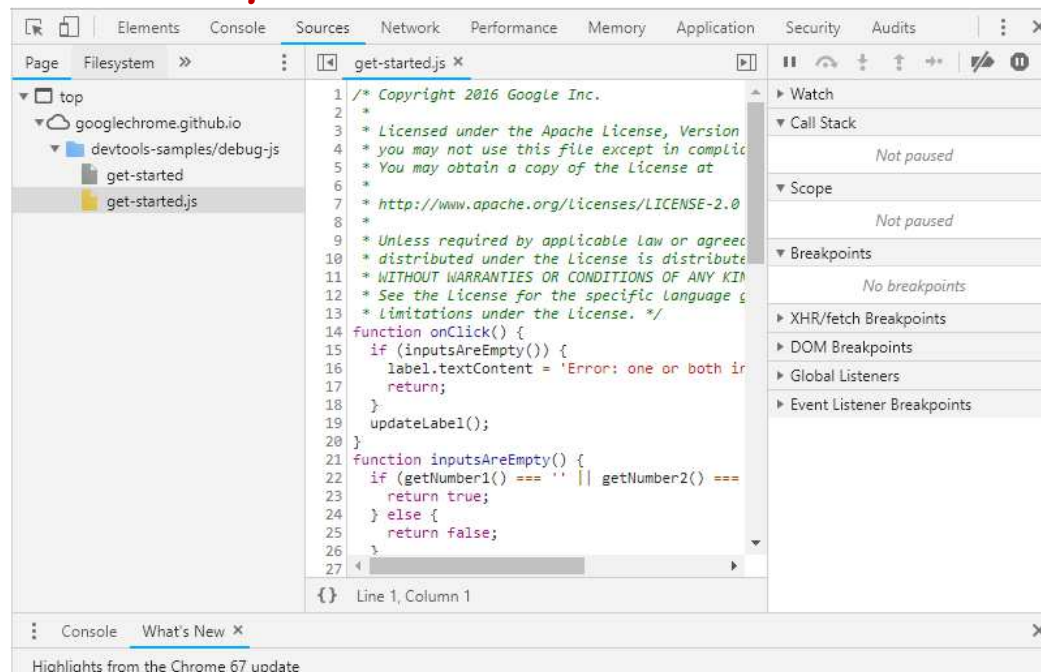 Elements Console Sources Network Performance Memory Application Security Audits
Page Filesystem »
get-started.js ×
top
googlechrome.github.io
devtools-samples/debug-js
get-started
get-started.js
1 /* Copyright 2016 Google Inc.
2 *
3 * Licensed under the Apache License, Version
4 * you may not use this file except in
5 * You may obtain a copy of the License at
6 *
7 * http://www.apache.org/licenses/LICENSE-2.0
8 *
9 * Unless required by applicable law or
10 * distributed under the License is
11 * WITHOUT WARRANTIES OR CONDITIONS OF ANY
12 * See the License for the specific language
13 * limitations under the License. */
14 function onClick() {
15 if (inputsAreEmpty()) {
16 label.textContent = 'Error: one or both
17 return;
18 }
19 updateLabel();
20 }
21 function inputsAreEmpty() {
22 if (getNumber1() === '' || getNumber2() ===
23 return true;
24 } else {
25 return false;
26 }
27
{} Line 1, Column 1
Watch
Call Stack
Not paused
Scope
Not paused
Breakpoints
No breakpoints
XHR/fetch Breakpoints
DOM Breakpoints
Global Listeners
Event Listener Breakpoints
Console What's New ×
Highlights from the Chrome 67 update